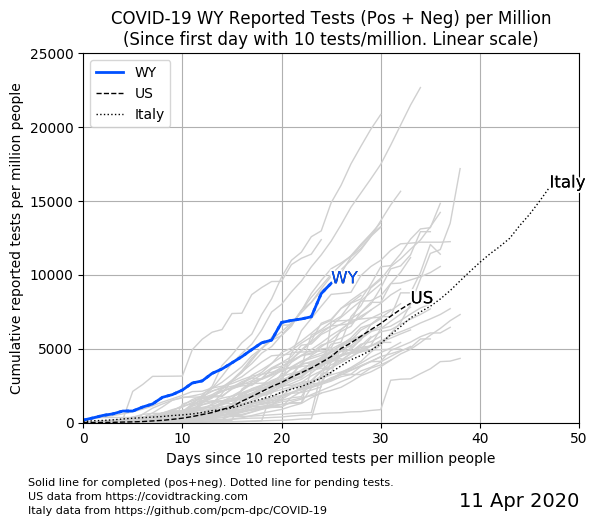 COVID-19 WY Reported Tests (Pos + Neg) per Million
(Since first day with 10 tests/million. Linear scale)
Cumulative reported tests per million people
25000
20000
15000
10000
5000
0
WY
US
Italy
Italy
WY
US
0 10 20 30 40 50
Days since 10 reported tests per million people
Solid line for completed (pos+neg). Dotted line for pending tests.
US data from https://covidtracking.com
Italy data from https://github.com/pcm-dpc/COVID-19
11 Apr 2020